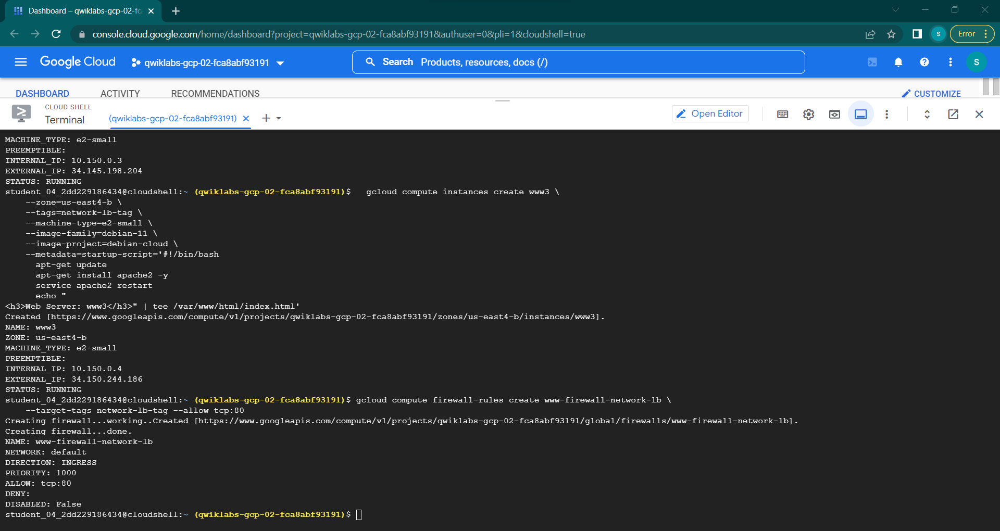 Dashboard – qwiklabs-gcp-02-fc
console.cloud.google.com/home/dashboard?project=qwiklabs-gcp-02-fca8abf93191&authuser=0&pli=1&cloudshell=true
S
Error
Google Cloud
qwiklabs-gcp-02-fca8abf93191
Search Products, resources, docs (/)
S
DASHBOARD
ACTIVITY
RECOMMENDATIONS
CUSTOMIZE
CLOUD SHELL
Terminal
(qwiklabs-gcp-02-fca8abf93191)
Open Editor
MACHINE_TYPE: e2-small
PREEMPTIBLE:
INTERNAL_IP: 10.150.0.3
EXTERNAL_IP: 34.145.198.204
STATUS: RUNNING
student_04_2dd229186434@cloudshell:~ (qwiklabs-gcp-02-fca8abf93191)$   gcloud compute instances create www3 \
    --zone=us-east4-b \
    --tags=network-lb-tag \
    --machine-type=e2-small \
    --image-family=debian-11 \
    --image-project=debian-cloud \
    --metadata=startup-script='#!/bin/bash
      apt-get update
      apt-get install apache2 -y
      service apache2 restart
      echo "
<h3>Web Server: www3</h3>" | tee /var/www/html/index.html'
Created [https://www.googleapis.com/compute/v1/projects/qwiklabs-gcp-02-fca8abf93191/zones/us-east4-b/instances/www3].
NAME: www3
ZONE: us-east4-b
MACHINE_TYPE: e2-small
PREEMPTIBLE:
INTERNAL_IP: 10.150.0.4
EXTERNAL_IP: 34.150.244.186
STATUS: RUNNING
student_04_2dd229186434@cloudshell:~ (qwiklabs-gcp-02-fca8abf93191)$ gcloud compute firewall-rules create www-firewall-network-lb \
    --target-tags network-lb-tag --allow tcp:80
Creating firewall...working..Created [https://www.googleapis.com/compute/v1/projects/qwiklabs-gcp-02-fca8abf93191/global/firewalls/www-firewall-network-lb].
Creating firewall...done.
NAME: www-firewall-network-lb
NETWORK: default
DIRECTION: INGRESS
PRIORITY: 1000
ALLOW: tcp:80
DENY:
DISABLED: False
student_04_2dd229186434@cloudshell:~ (qwiklabs-gcp-02-fca8abf93191)$